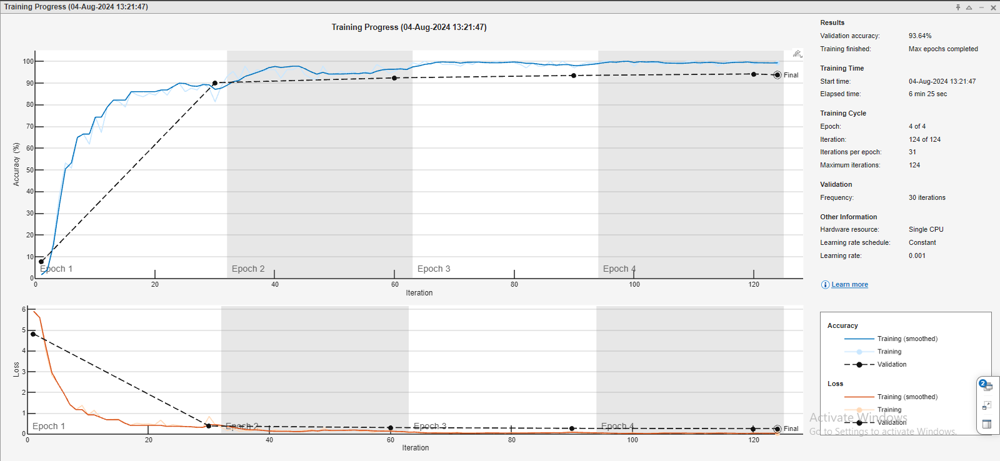 Training Progress (04-Aug-2024 13:21:47)
Training Progress (04-Aug-2024 13:21:47)
100
90
80
70
60
50
40
30
20
10
0
Accuracy (%)
Epoch 1
Epoch 2
Epoch 3
Epoch 4
Final
0 20 40 60 80 100 120
Iteration
6
5
4
3
2
1
0
Loss
Epoch 1
Epoch 2
Epoch 3
Epoch 4
Final
0 20 40 60 80 100 120
Iteration
Results
Validation accuracy: 93.64%
Training finished: Max epochs completed
Training Time
Start time: 04-Aug-2024 13:21:47
Elapsed time: 6 min 25 sec
Training Cycle
Epoch: 4 of 4
Iteration: 124 of 124
Iterations per epoch: 31
Maximum iterations: 124
Validation
Frequency: 30 iterations
Other Information
Hardware resource: Single CPU
Learning rate schedule: Constant
Learning rate: 0.001
Learn more
Accuracy
Training (smoothed)
Training
Validation
Loss
Training (smoothed)
Training
Validation
2
Activate Windows
Go to Settings to activate Windows.